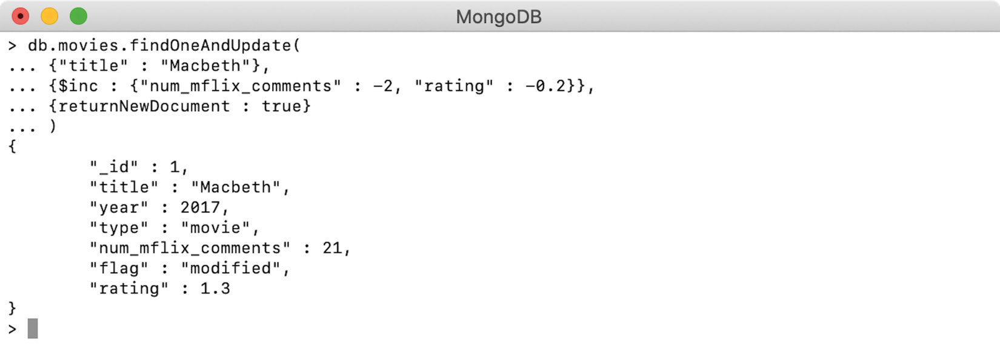 MongoDB
> db.movies.findOneAndUpdate(
... {"title" : "Macbeth"},
... {$inc : {"num_mflix_comments" : -2, "rating" : -0.2}},
... {returnNewDocument : true}
... )
{
        "_id" : 1,
        "title" : "Macbeth",
        "year" : 2017,
        "type" : "movie",
        "num_mflix_comments" : 21,
        "flag" : "modified",
        "rating" : 1.3
}
>